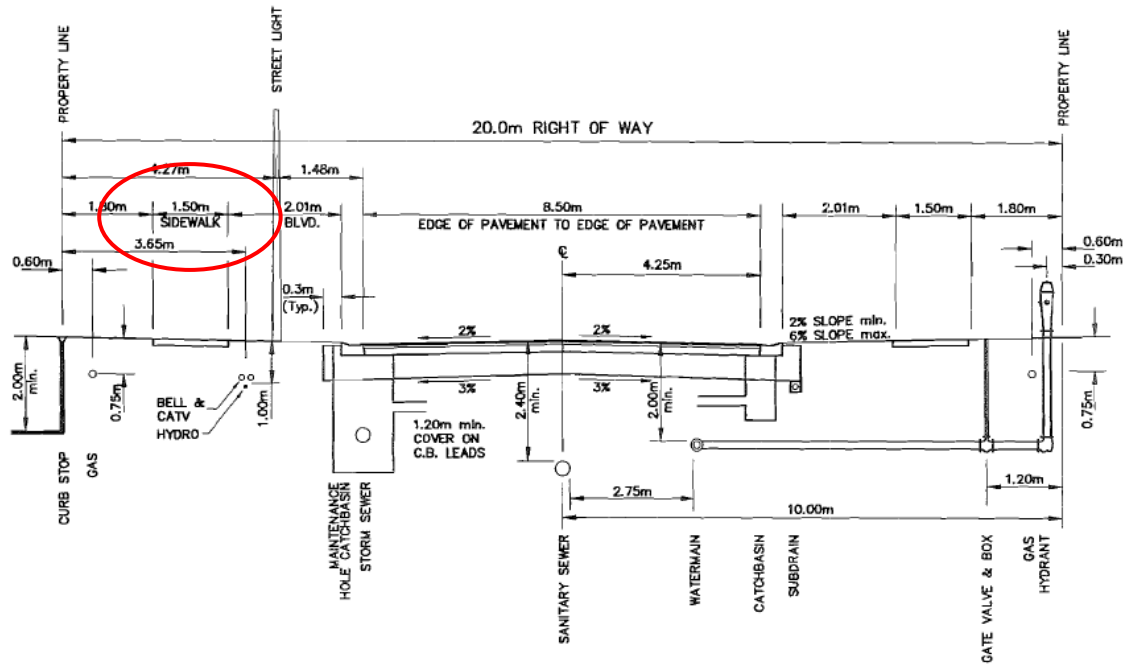 PROPERTY LINE
STREET LIGHT
PROPERTY LINE
20.0m RIGHT OF WAY
4.27m
1.48m
1.80m
1.50m
SIDEWALK
2.01m
BLVD.
8.50m
EDGE OF PAVEMENT TO EDGE OF PAVEMENT
2.01m
1.50m
1.80m
3.65m
0.60m
℄
4.25m
0.60m
0.30m
0.3m
(Typ.)
2%
2%
2% SLOPE min.
6% SLOPE max.
2.00m
min.
0.75m
BELL &
CATV
HYDRO
1.00m
3%
3%
2.40m
min.
2.00m
min.
0.75m
1.20m min.
COVER ON
C.B. LEADS
2.75m
1.20m
10.00m
CURB STOP
GAS
MAINTENANCE
HOLE CATCHBASIN
STORM SEWER
SANITARY SEWER
WATERMAIN
CATCHBASIN
SUBDRAIN
GATE VALVE & BOX
GAS
HYDRANT